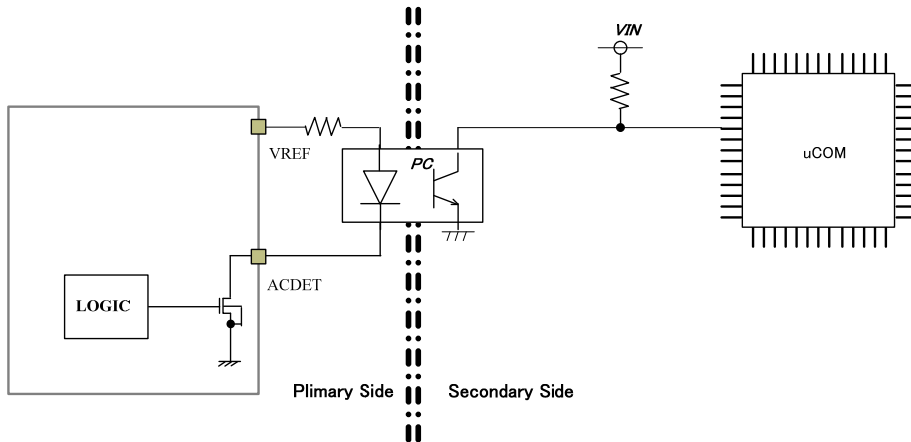 VIN
uCOM
VREF
PC
ACDET
LOGIC
Plimary Side
Secondary Side